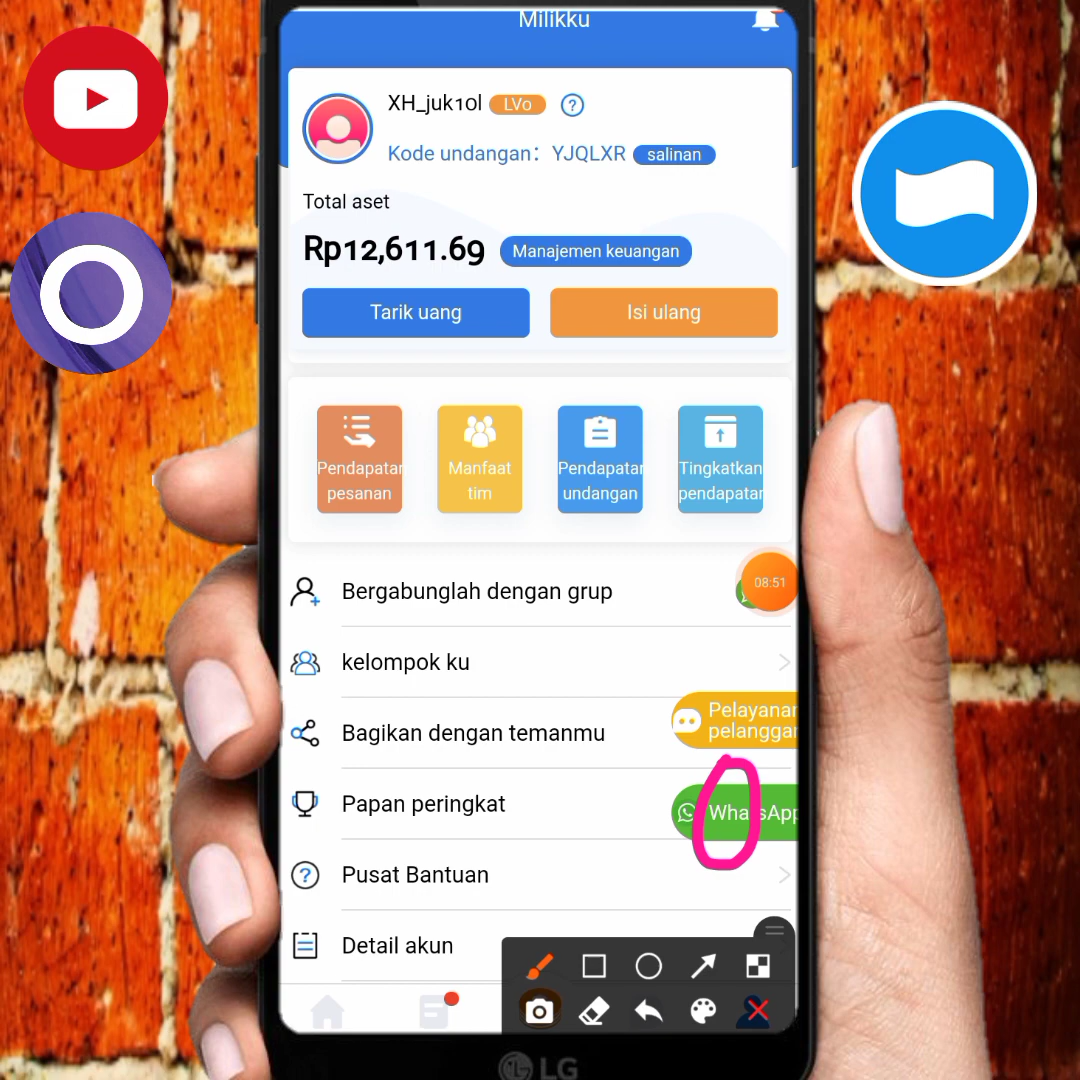 Milikku
XH_juk10l LV0 ?
Kode undangan: YJQLXR salinan
Total aset
Rp12,611.69 Manajemen keuangan
Tarik uang Isi ulang
Pendapatan
pesanan
Manfaat
tim
Pendapatan
undangan
Tingkatkan
pendapatan
Bergabunglah dengan grup
08:51
kelompok ku
Pelayanan
pelanggan
Bagikan dengan temanmu
Papan peringkat
WhatsApp
? Pusat Bantuan
Detail akun
LG